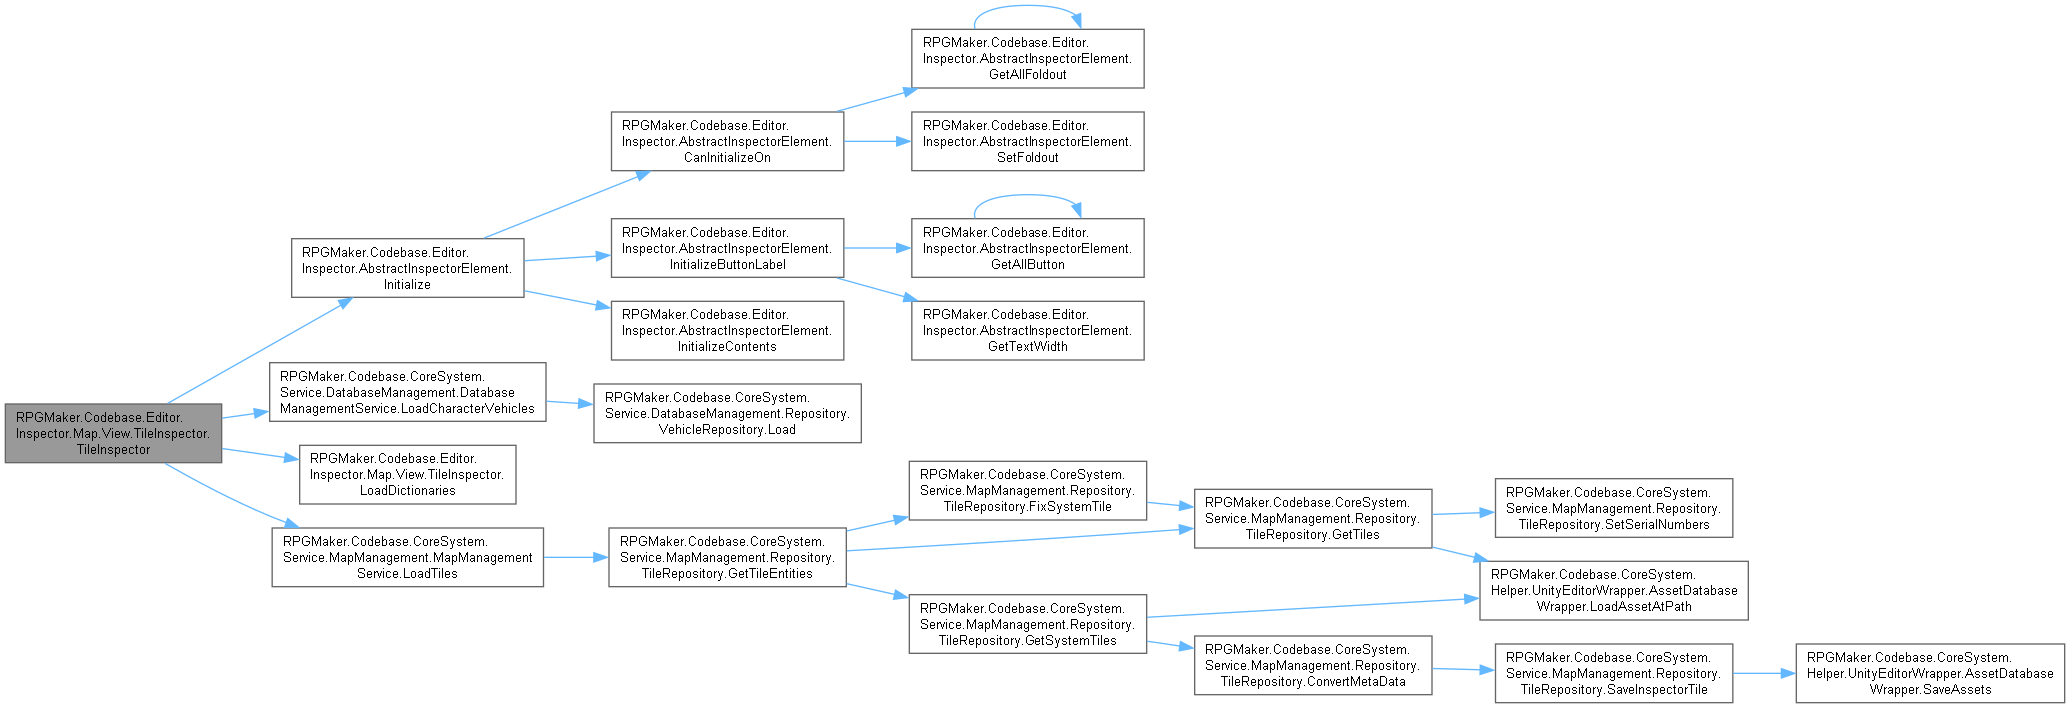 RPGMaker.Codebase.Editor.
Inspector.Map.View.TileInspector.
TileInspector
RPGMaker.Codebase.Editor.
Inspector.AbstractInspectorElement.
Initialize
RPGMaker.Codebase.Editor.
Inspector.AbstractInspectorElement.
CanInitializeOn
RPGMaker.Codebase.Editor.
Inspector.AbstractInspectorElement.
GetAllFoldout
RPGMaker.Codebase.Editor.
Inspector.AbstractInspectorElement.
SetFoldout
RPGMaker.Codebase.Editor.
Inspector.AbstractInspectorElement.
InitializeButtonLabel
RPGMaker.Codebase.Editor.
Inspector.AbstractInspectorElement.
GetAllButton
RPGMaker.Codebase.Editor.
Inspector.AbstractInspectorElement.
GetTextWidth
RPGMaker.Codebase.Editor.
Inspector.AbstractInspectorElement.
InitializeContents
RPGMaker.Codebase.CoreSystem.
Service.DatabaseManagement.Database
ManagementService.LoadCharacterVehicles
RPGMaker.Codebase.CoreSystem.
Service.DatabaseManagement.Repository.
VehicleRepository.Load
RPGMaker.Codebase.Editor.
Inspector.Map.View.TileInspector.
LoadDictionaries
RPGMaker.Codebase.CoreSystem.
Service.MapManagement.MapManagement
Service.LoadTiles
RPGMaker.Codebase.CoreSystem.
Service.MapManagement.Repository.
TileRepository.GetTileEntities
RPGMaker.Codebase.CoreSystem.
Service.MapManagement.Repository.
TileRepository.FixSystemTile
RPGMaker.Codebase.CoreSystem.
Service.MapManagement.Repository.
TileRepository.GetTiles
RPGMaker.Codebase.CoreSystem.
Service.MapManagement.Repository.
TileRepository.SetSerialNumbers
RPGMaker.Codebase.CoreSystem.
Helper.UnityEditorWrapper.AssetDatabase
Wrapper.LoadAssetAtPath
RPGMaker.Codebase.CoreSystem.
Service.MapManagement.Repository.
TileRepository.GetSystemTiles
RPGMaker.Codebase.CoreSystem.
Service.MapManagement.Repository.
TileRepository.ConvertMetaData
RPGMaker.Codebase.CoreSystem.
Service.MapManagement.Repository.
TileRepository.SaveInspectorTile
RPGMaker.Codebase.CoreSystem.
Helper.UnityEditorWrapper.AssetDatabase
Wrapper.SaveAssets